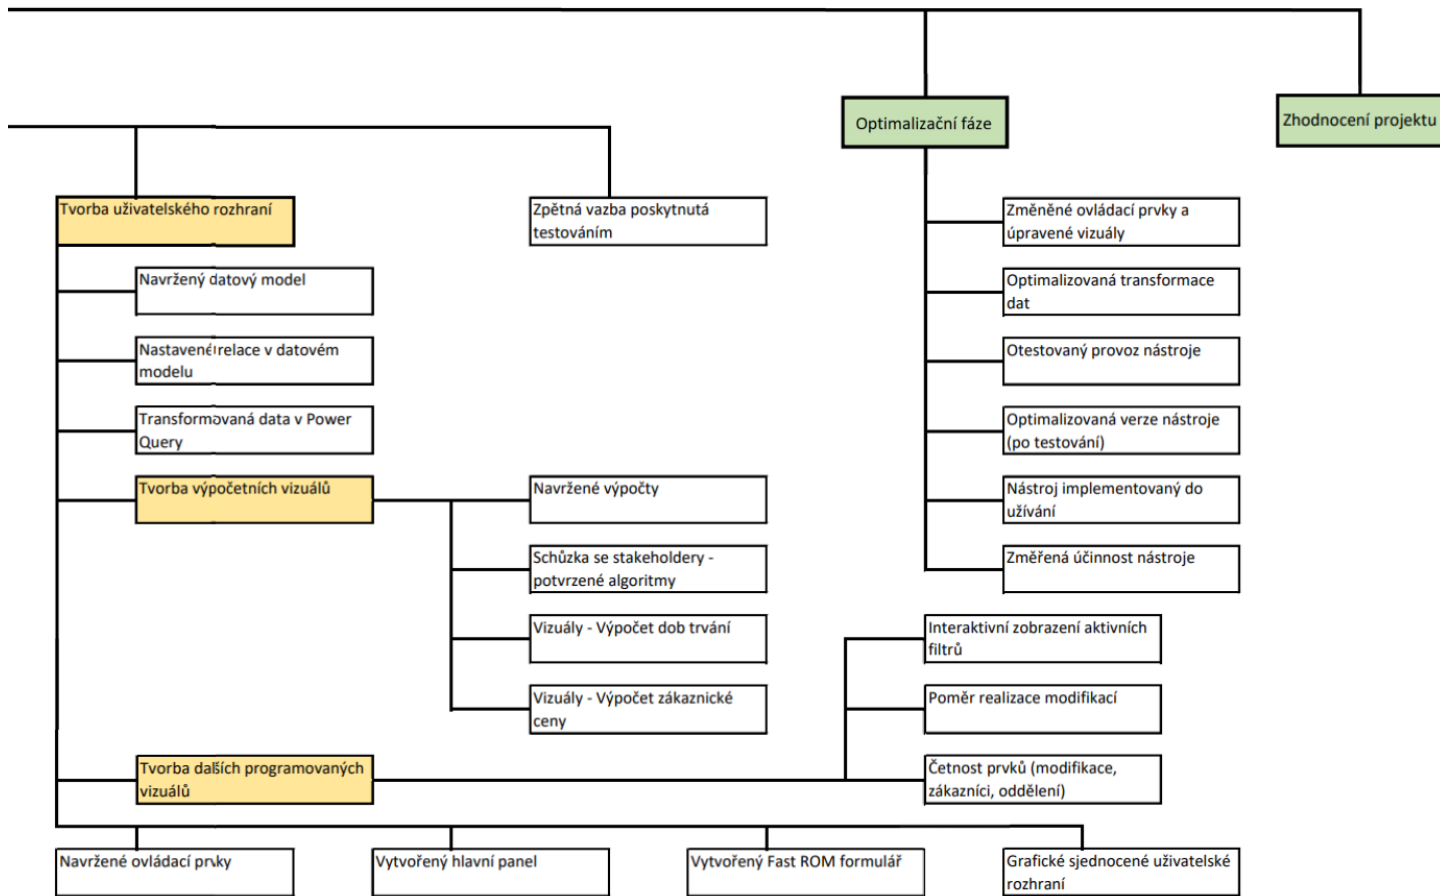 Optimalizační fáze
Zhodnocení projektu
Tvorba uživatelského rozhraní
Zpětná vazba poskytnutá
testováním
Změněné ovládací prvky a
úpravené vizuály
Navržený datový model
Optimalizovaná transformace
dat
Nastavené relace v datovém
modelu
Otestovaný provoz nástroje
Transformovaná data v Power
Query
Optimalizovaná verze nástroje
(po testování)
Tvorba výpočetních vizuálů
Navržené výpočty
Nástroj implementovaný do
užívání
Schůzka se stakeholdery -
potvrzené algoritmy
Změřená účinnost nástroje
Vizuály - Výpočet dob trvání
Interaktivní zobrazení aktivních
filtrů
Vizuály - Výpočet zákaznické
ceny
Poměr realizace modifikací
Tvorba dalších programovaných
vizuálů
Četnost prvků (modifikace,
zákazníci, oddělení)
Navržené ovládací prvky
Vytvořený hlavní panel
Vytvořený Fast ROM formulář
Grafické sjednocené uživatelské
rozhraní